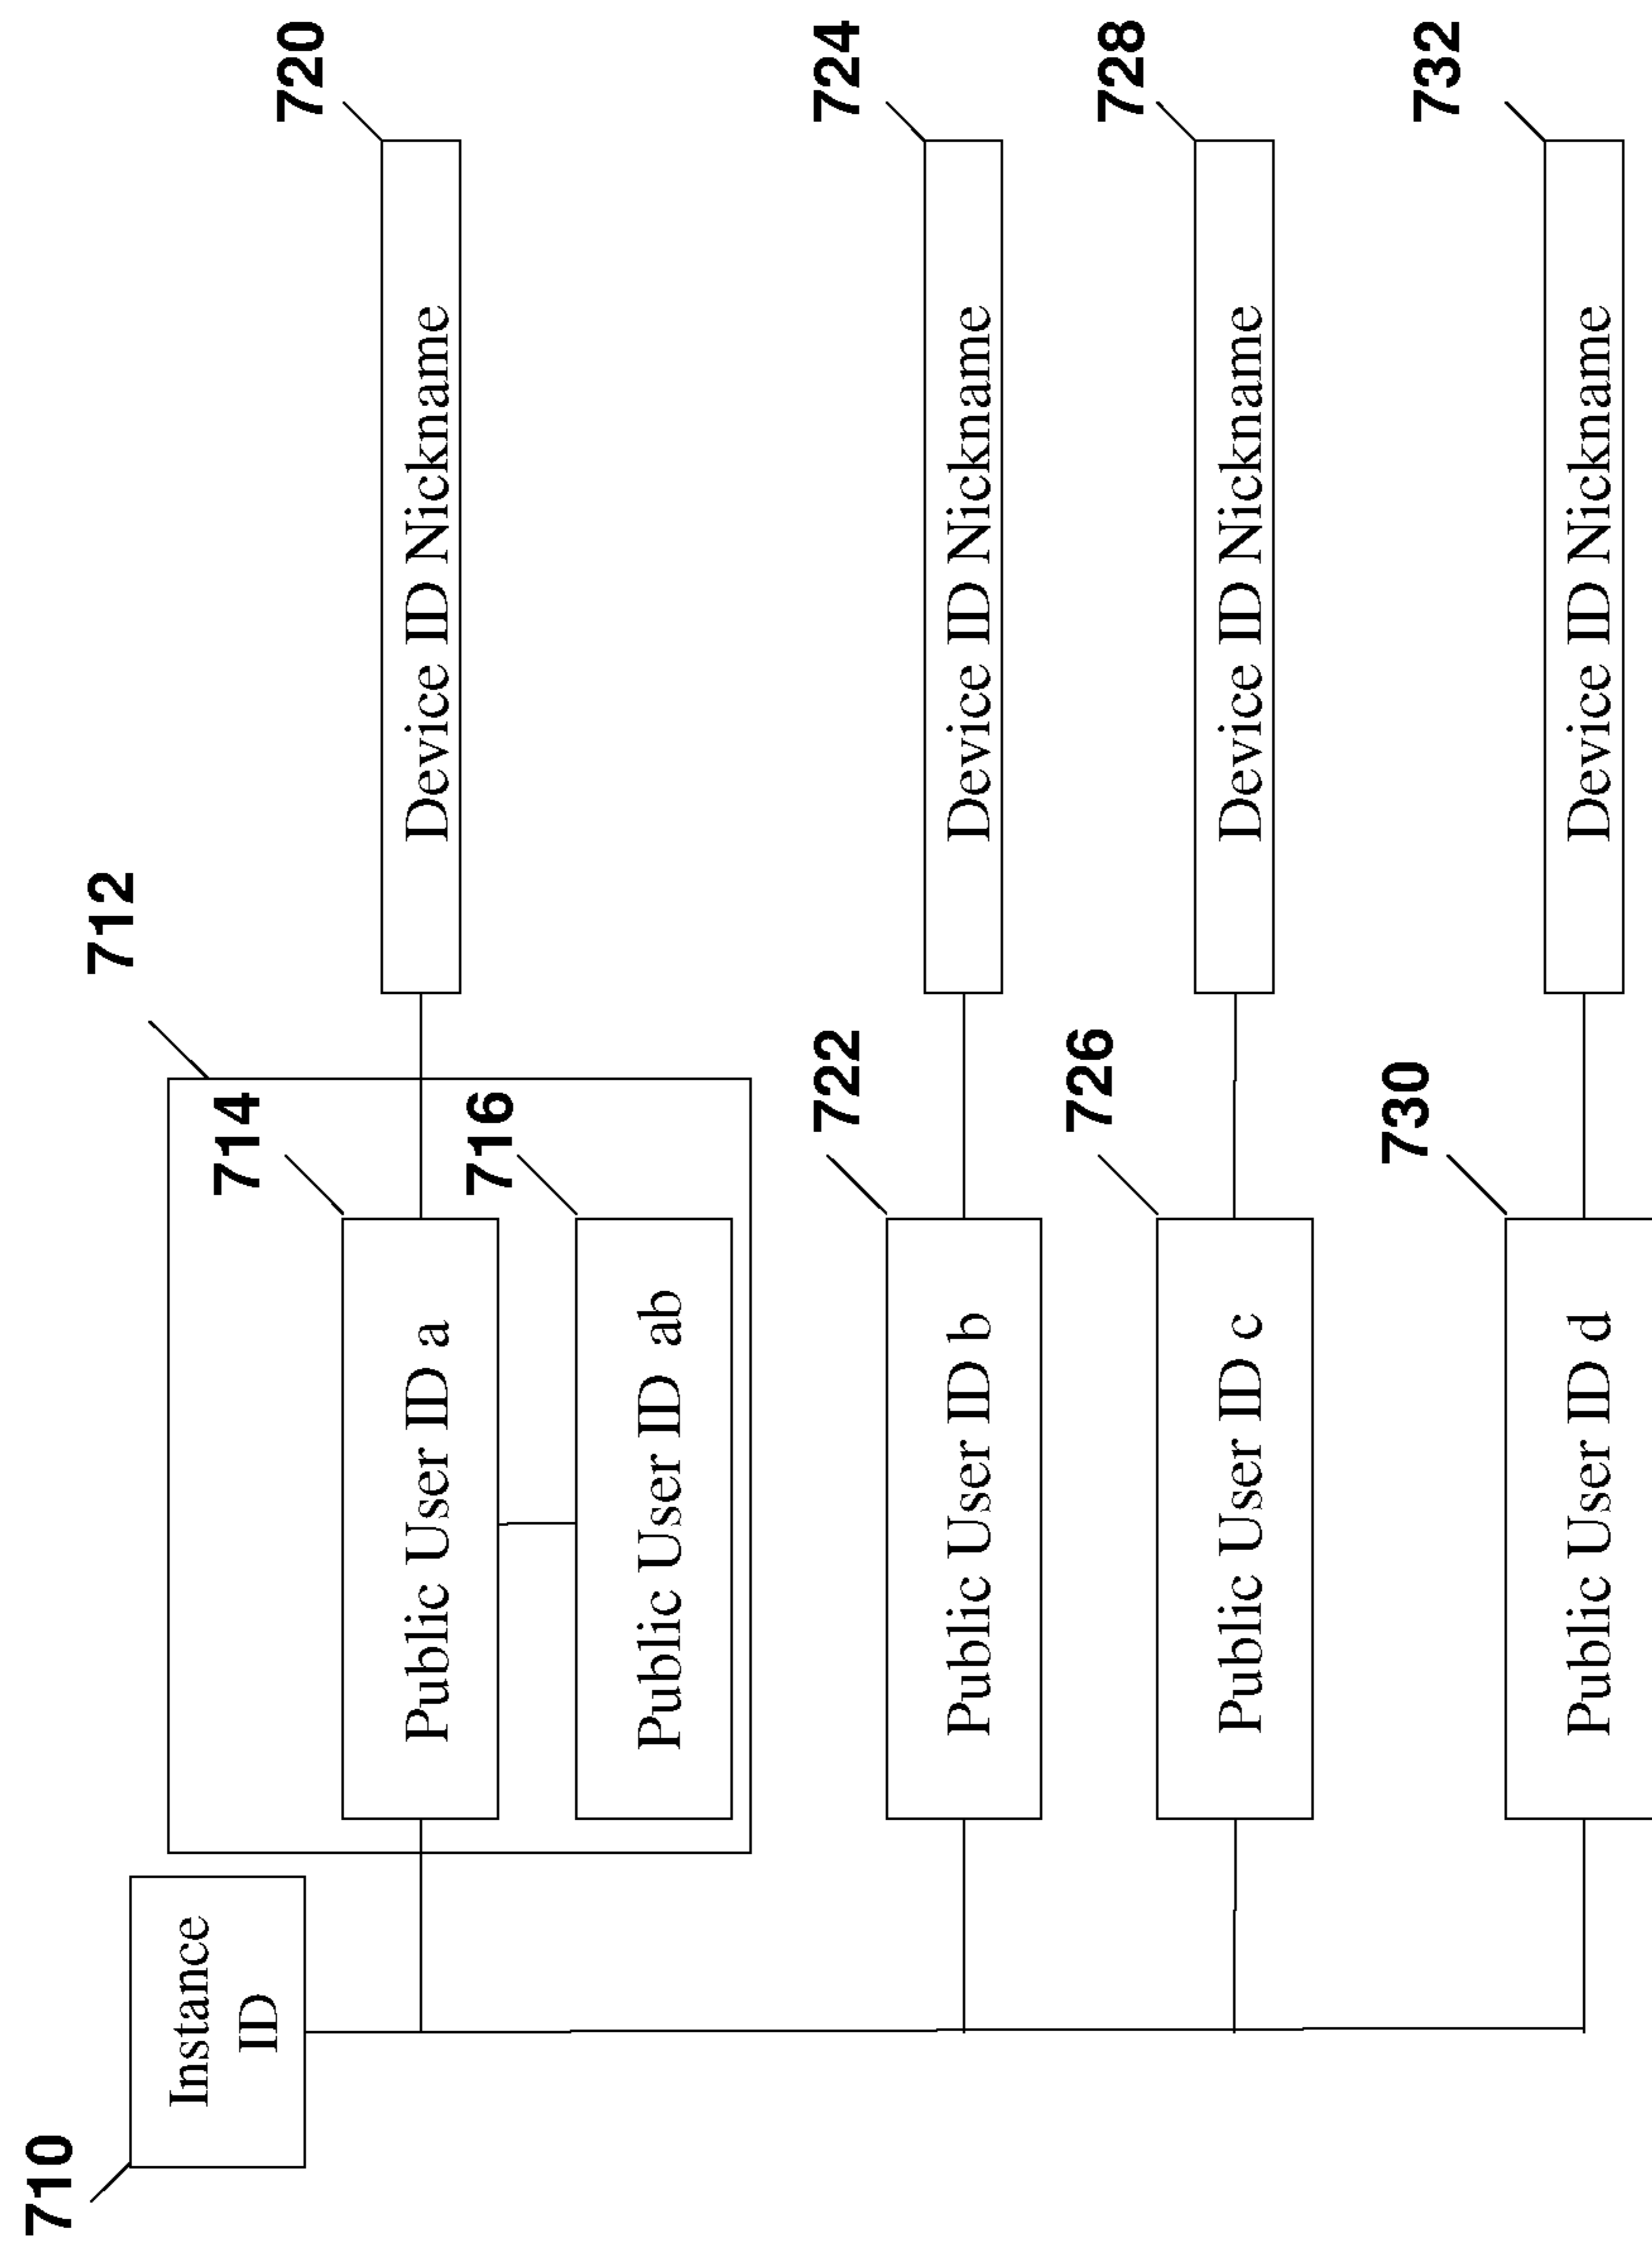 710
Instance
ID
712
714
Public User ID a
720
Device ID Nickname
716
Public User ID ab
722
Public User ID b
724
Device ID Nickname
726
Public User ID c
728
Device ID Nickname
730
Public User ID d
732
Device ID Nickname